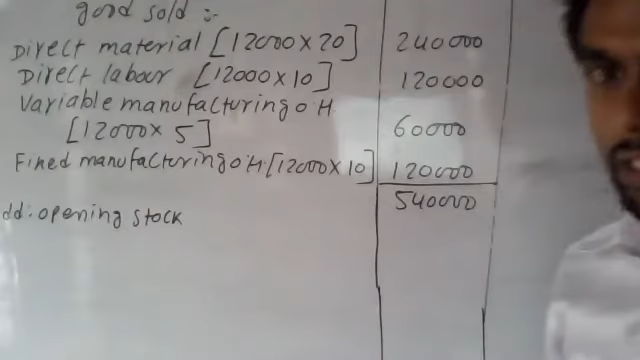 good sold :-
Direct material [12000 X 20] 240000
Direct labour [12000 X 10] 120000
Variable manufacturing O H
[12000 X 5] 60000
Fixed manufacturing O H [12000 X 10] 120000
540000
dd: opening stock